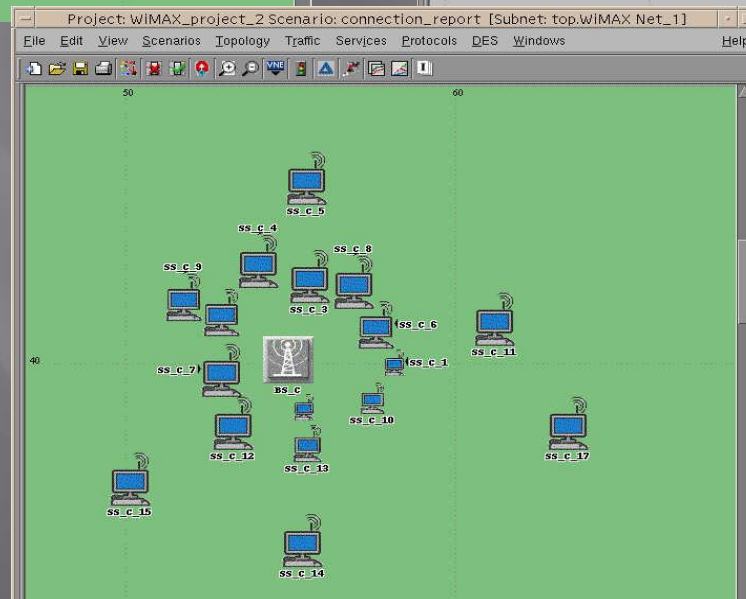 Project: WiMAX_project_2 Scenario: connection_report [Subnet: top.WiMAX Net_1]
File Edit View Scenarios Topology Traffic Services Protocols DES Windows Help
VNE
50 60
SS_C_5
SS_C_4
SS_C_8
SS_C_9
SS_C_3
SS_C_6
SS_C_11
40
SS_C_1
SS_C_7
BS_C
SS_C_10
SS_C_12
SS_C_17
SS_C_13
SS_C_15
SS_C_14